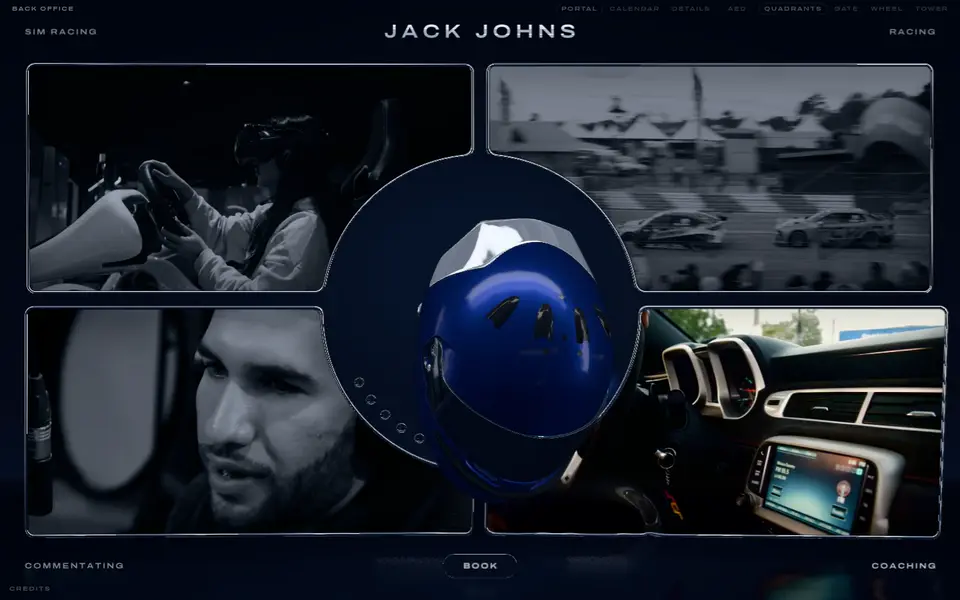 BACK OFFICE
PORTAL CALENDAR DETAILS AEO QUADRANTS GATE WHEEL TOWER
SIM RACING
JACK JOHNS
RACING
COMMENTATING
BOOK
COACHING
CREDITS